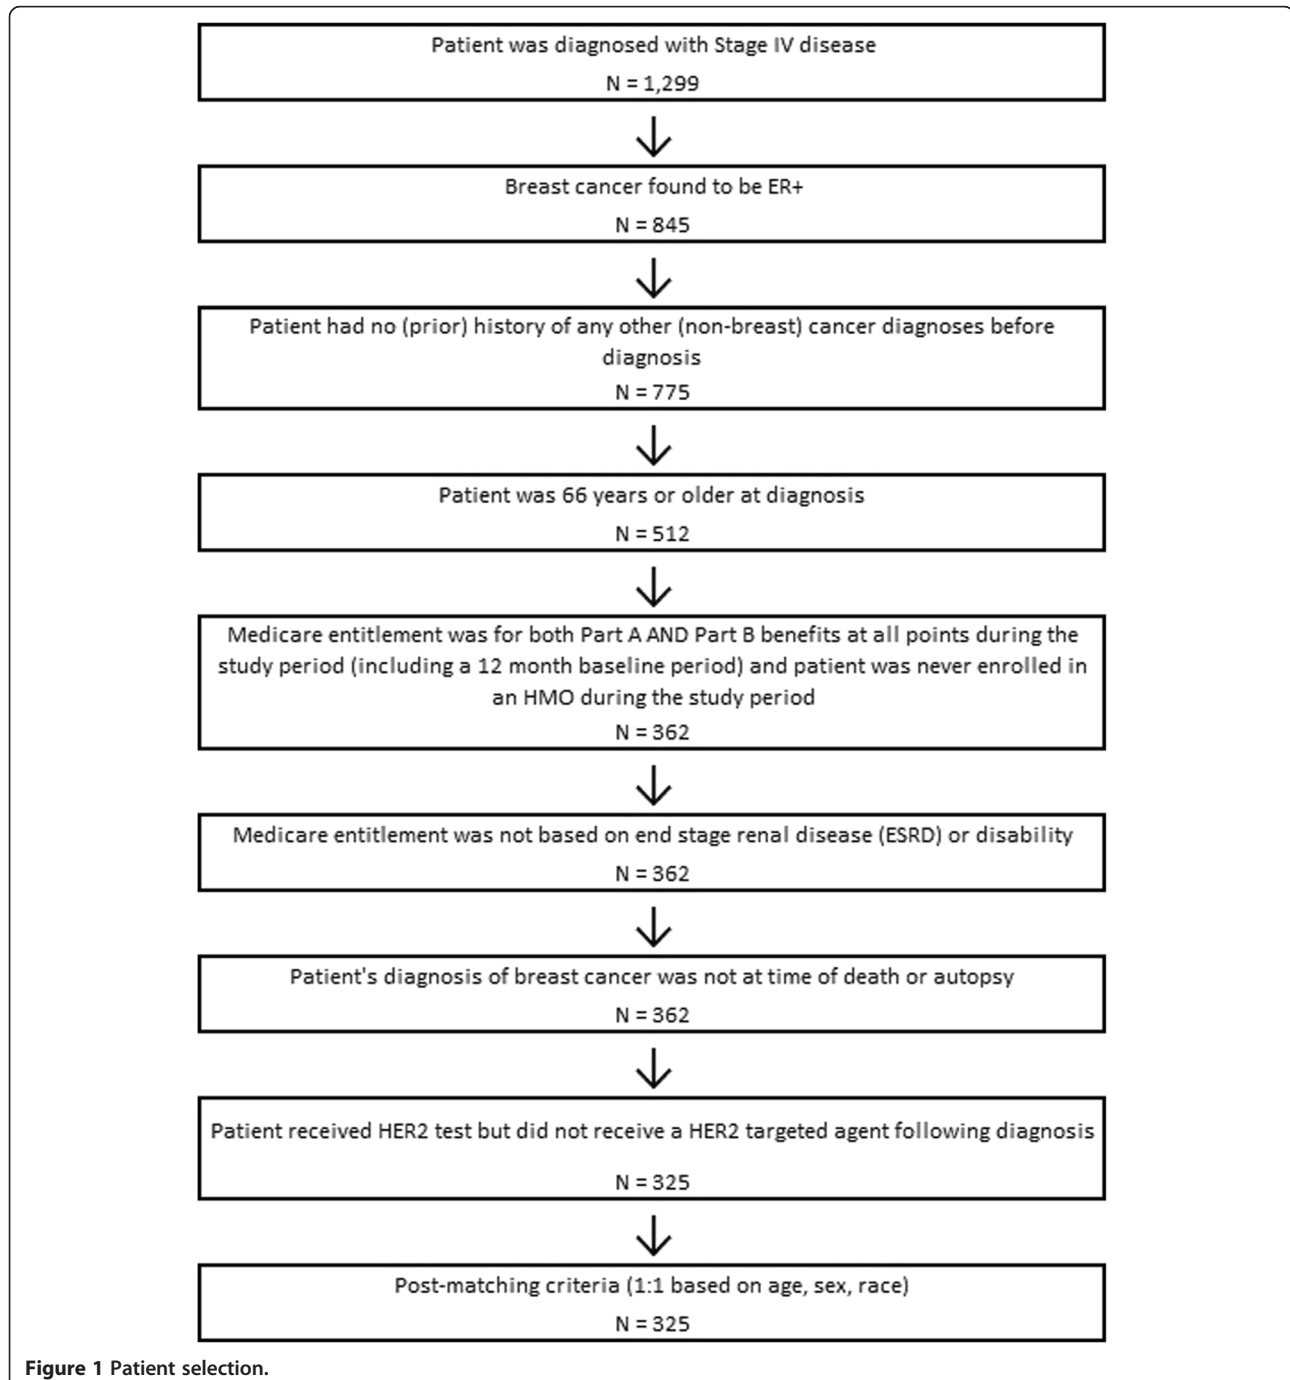 Patient was diagnosed with Stage IV disease
N = 1,299
Breast cancer found to be ER+
N = 845
Patient had no (prior) history of any other (non-breast) cancer diagnoses before
diagnosis
N = 775
Patient was 66 years or older at diagnosis
N = 512
Medicare entitlement was for both Part A AND Part B benefits at all points during the
study period (including a 12 month baseline period) and patient was never enrolled in
an HMO during the study period
N = 362
Medicare entitlement was not based on end stage renal disease (ESRD) or disability
N = 362
Patient's diagnosis of breast cancer was not at time of death or autopsy
N = 362
Patient received HER2 test but did not receive a HER2 targeted agent following diagnosis
N = 325
Post-matching criteria (1:1 based on age, sex, race)
N = 325
Figure 1 Patient selection.